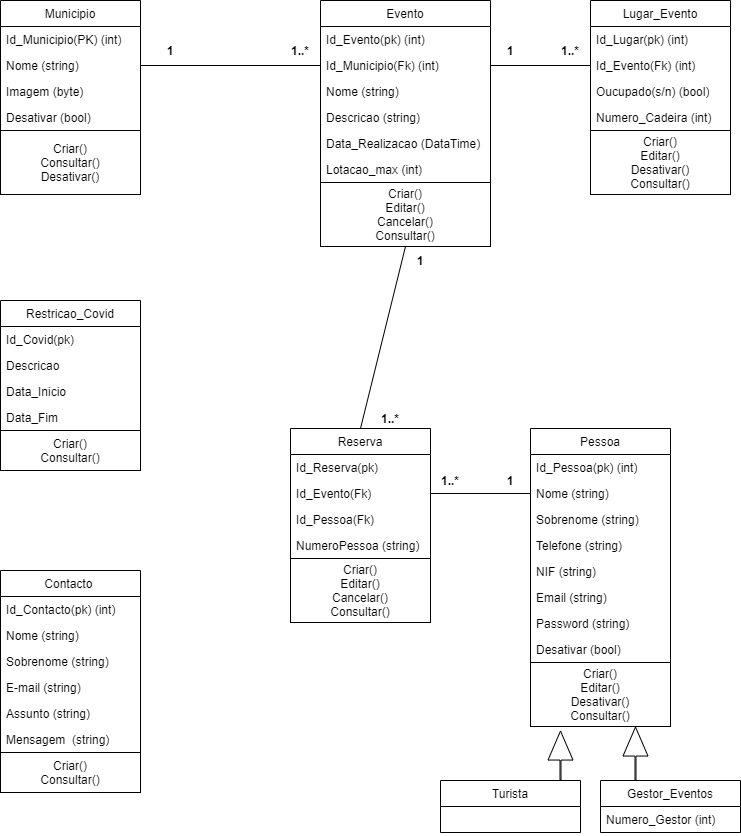 Municipio
Id_Municipio(PK) (int)
Nome (string)
Imagem (byte)
Desativar (bool)
Criar()
Consultar()
Desativar()
1
1..*
Evento
Id_Evento(pk) (int)
Id_Municipio(Fk) (int)
Nome (string)
Descricao (string)
Data_Realizacao (DataTime)
Lotacao_max (int)
Criar()
Editar()
Cancelar()
Consultar()
1
1..*
Lugar_Evento
Id_Lugar(pk) (int)
Id_Evento(Fk) (int)
Oucupado(s/n) (bool)
Numero_Cadeira (int)
Criar()
Editar()
Desativar()
Consultar()
1
1..*
Restricao_Covid
Id_Covid(pk)
Descricao
Data_Inicio
Data_Fim
Criar()
Consultar()
Reserva
Id_Reserva(pk)
Id_Evento(Fk)
Id_Pessoa(Fk)
NumeroPessoa (string)
Criar()
Editar()
Cancelar()
Consultar()
1..*
1
Pessoa
Id_Pessoa(pk) (int)
Nome (string)
Sobrenome (string)
Telefone (string)
NIF (string)
Email (string)
Password (string)
Desativar (bool)
Criar()
Editar()
Desativar()
Consultar()
Contacto
Id_Contacto(pk) (int)
Nome (string)
Sobrenome (string)
E-mail (string)
Assunto (string)
Mensagem  (string)
Criar()
Consultar()
Turista
Gestor_Eventos
Numero_Gestor (int)